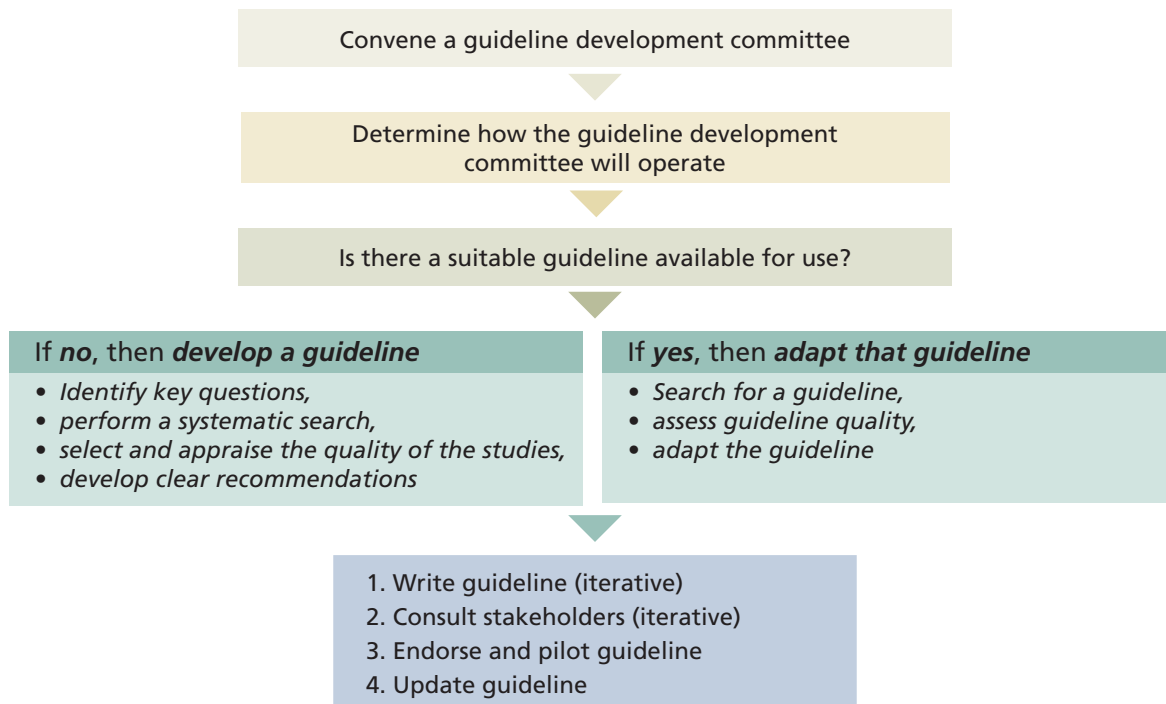 Convene a guideline development committee
Determine how the guideline development
committee will operate
Is there a suitable guideline available for use?
If no, then develop a guideline
• Identify key questions,
• perform a systematic search,
• select and appraise the quality of the studies,
• develop clear recommendations
If yes, then adapt that guideline
• Search for a guideline,
• assess guideline quality,
• adapt the guideline
1. Write guideline (iterative)
2. Consult stakeholders (iterative)
3. Endorse and pilot guideline
4. Update guideline